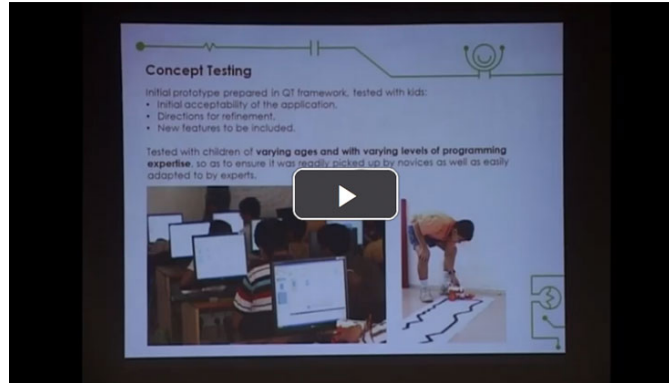 Concept Testing
Initial prototype prepared in QT framework, tested with kids:
• Initial acceptability of the application.
• Directions for refinement.
• New features to be included.
Tested with children of varying ages and with varying levels of programming
expertise, so as to ensure it was readily picked up by novices as well as easily
adapted to by experts.